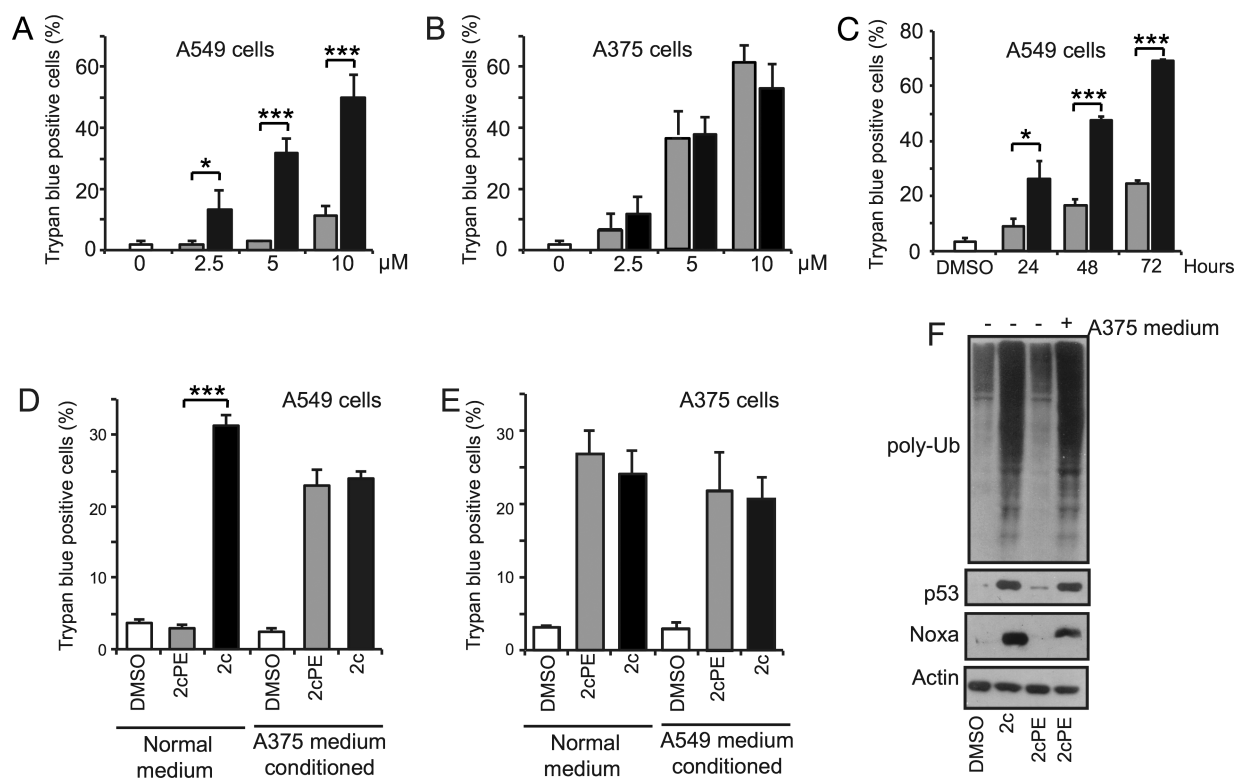 A
A549 cells
Trypan blue positive cells (%)
60
40
20
0
* *** ***
0 2.5 5 10 µM
B
A375 cells
Trypan blue positive cells (%)
60
40
20
0
0 2.5 5 10 µM
C
A549 cells
Trypan blue positive cells (%)
80
60
40
20
0
* *** ***
DMSO 24 48 72 Hours
D
A549 cells
Trypan blue positive cells (%)
30
20
10
0
***
DMSO 2cPE 2c DMSO 2cPE 2c
Normal
medium
A375 medium
conditioned
E
A375 cells
Trypan blue positive cells (%)
30
20
10
0
DMSO 2cPE 2c DMSO 2cPE 2c
Normal
medium
A549 medium
conditioned
F
- - - + A375 medium
poly-Ub
p53
Noxa
Actin
DMSO 2c 2cPE 2cPE